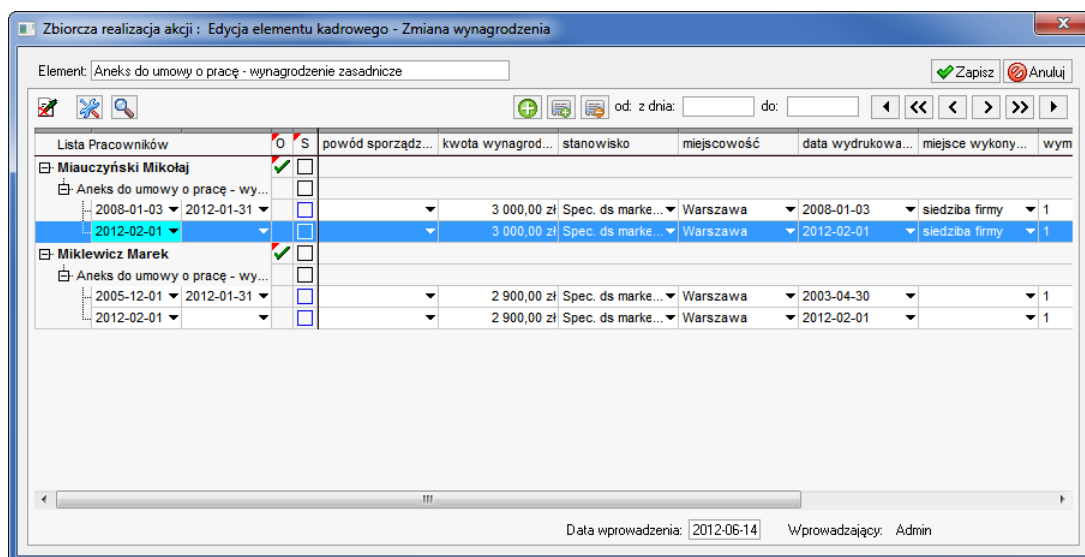 Zbiorcza realizacja akcji : Edycja elementu kadrowego - Zmiana wynagrodzenia
Element: Aneks do umowy o pracę - wynagrodzenie zasadnicze Zapisz Anuluj
od: z dnia: do:
Lista Pracowników O S powód sporządz... kwota wynagrod... stanowisko miejscowość data wydrukowa... miejsce wykony... wym
Miauczyński Mikołaj
Aneks do umowy o pracę - wy...
2008-01-03 2012-01-31 3 000,00 zł Spec. ds marke... Warszawa 2008-01-03 siedziba firmy 1
2012-02-01 3 000,00 zł Spec. ds marke... Warszawa 2012-02-01 siedziba firmy 1
Miklewicz Marek
Aneks do umowy o pracę - wy...
2005-12-01 2012-01-31 2 900,00 zł Spec. ds marke... Warszawa 2003-04-30 1
2012-02-01 2 900,00 zł Spec. ds marke... Warszawa 2012-02-01 1
Data wprowadzenia: 2012-06-14 Wprowadzający: Admin